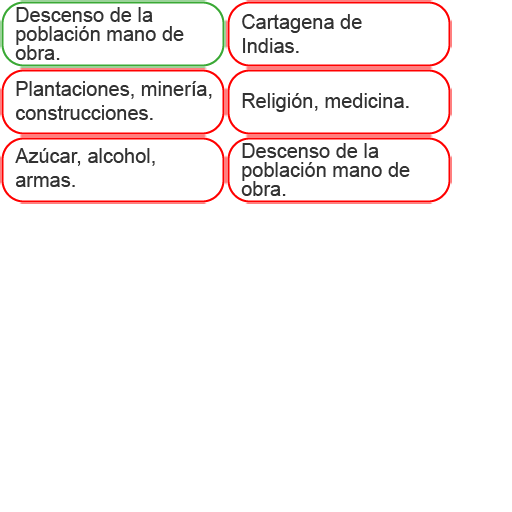 Descenso de la
población mano de
obra.
Cartagena de
Indias.
Plantaciones, minería,
construcciones.
Religión, medicina.
Azúcar, alcohol,
armas.
Descenso de la
población mano de
obra.